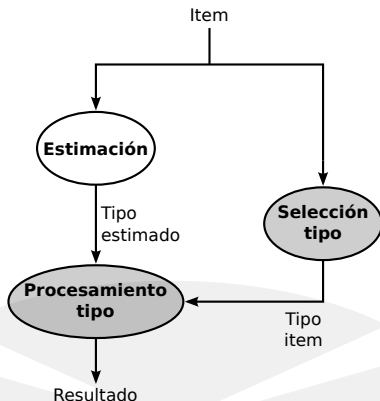 Item
Estimación
Tipo
estimado
Selección
tipo
Procesamiento
tipo
Tipo
item
Resultado